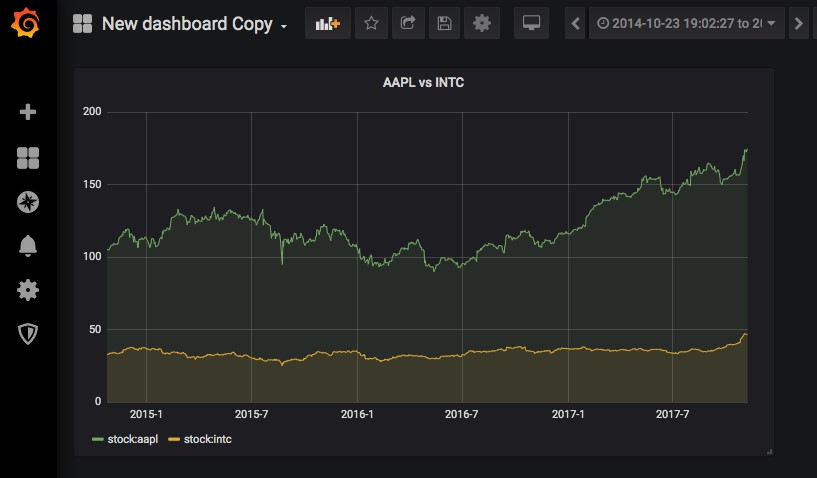 New dashboard Copy
2014-10-23 19:02:27 to
AAPL vs INTC
200
150
100
50
0
2015-1 2015-7 2016-1 2016-7 2017-1 2017-7
stock:aapl stock:intc